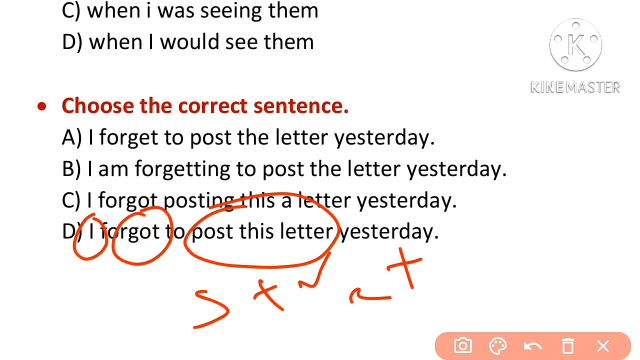 C) when i was seeing them
D) when I would see them
KINEMASTER
• Choose the correct sentence.
A) I forget to post the letter yesterday.
B) I am forgetting to post the letter yesterday.
C) I forgot posting this a letter yesterday.
D) I forgot to post this letter yesterday.